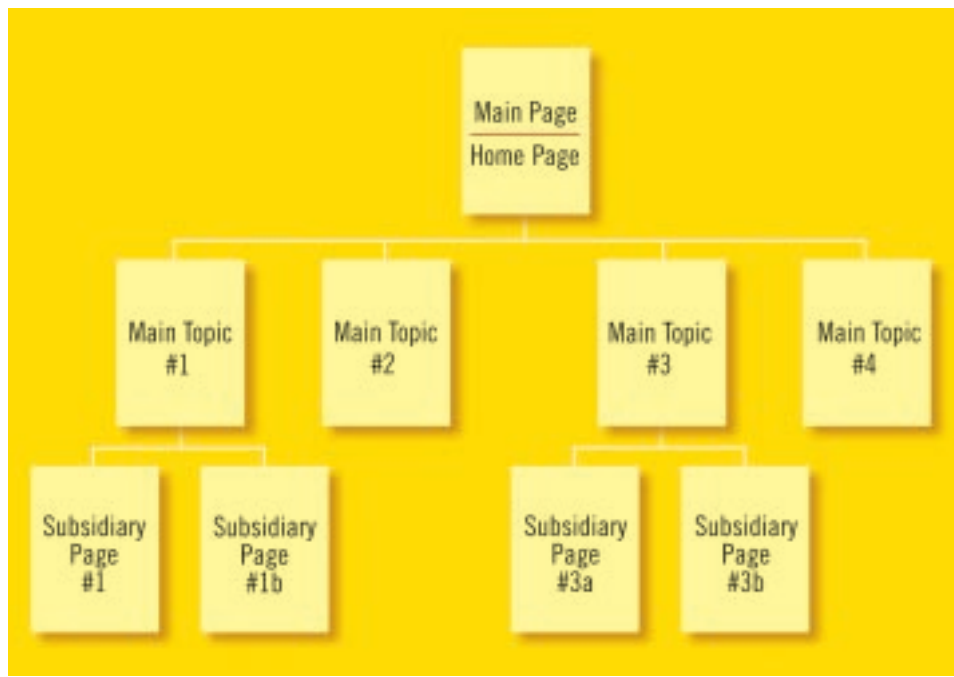 Main Page
Home Page
Main Topic
#1
Main Topic
#2
Main Topic
#3
Main Topic
#4
Subsidiary
Page
#1
Subsidiary
Page
#1b
Subsidiary
Page
#3a
Subsidiary
Page
#3b